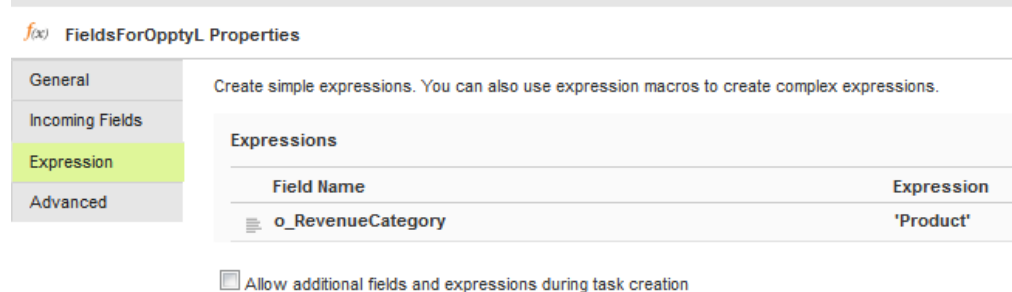 f(x) FieldsForOpptyL Properties
General
Incoming Fields
Expression
Advanced
Create simple expressions. You can also use expression macros to create complex expressions.
Expressions
Field Name Expression
o_RevenueCategory 'Product'
Allow additional fields and expressions during task creation